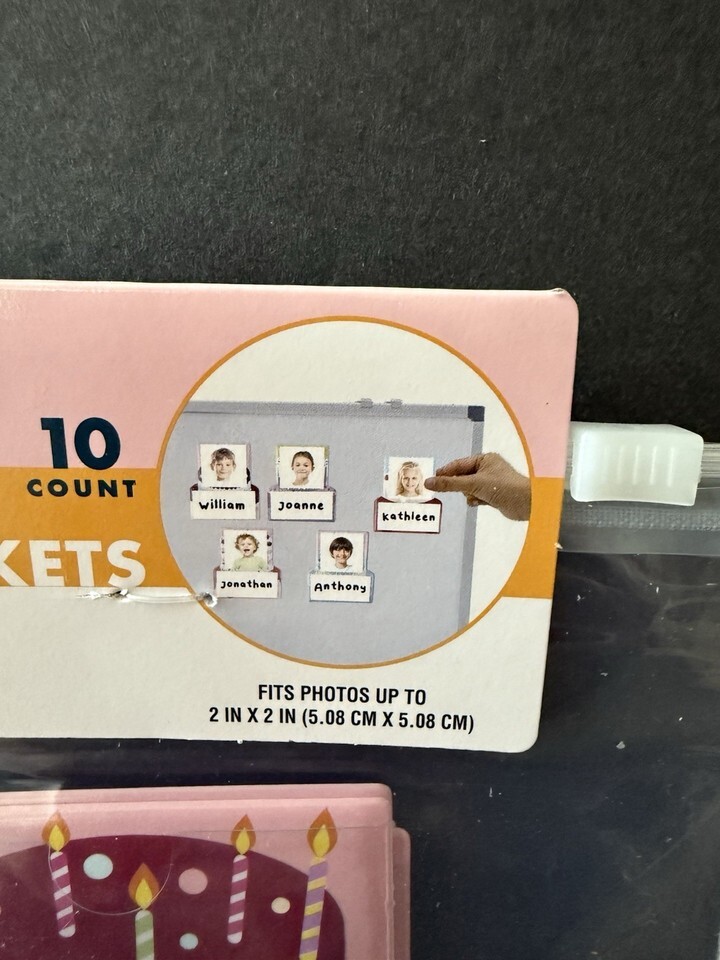 10
COUNT
KETS
William
Joanne
Kathleen
Jonathan
Anthony
FITS PHOTOS UP TO
2 IN X 2 IN (5.08 CM X 5.08 CM)